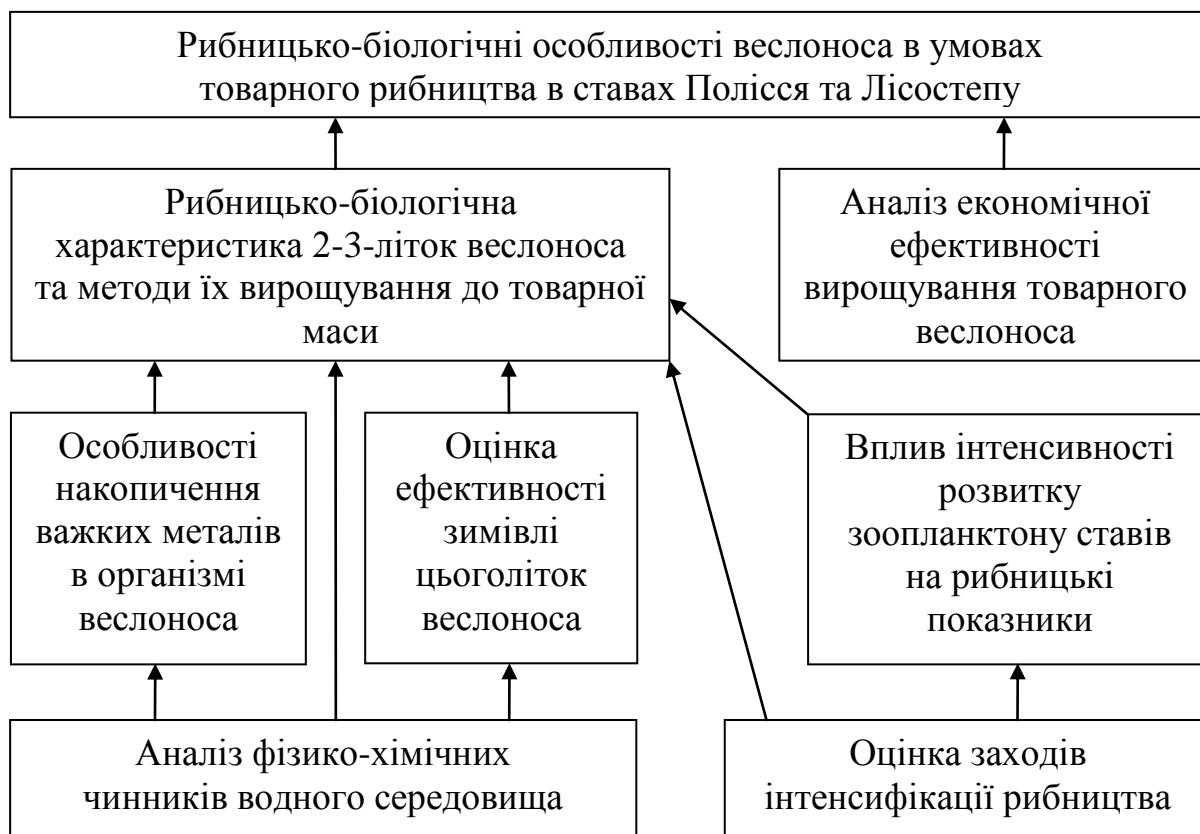 Рибницько-біологічні особливості веслоноса в умовах
товарного рибництва в ставах Полісся та Лісостепу
Рибницько-біологічна
характеристика 2-3-літок веслоноса
та методи їх вирощування до товарної
маси
Аналіз економічної
ефективності
вирощування товарного
веслоноса
Особливості
накопичення
важких металів
в організмі
веслоноса
Оцінка
ефективності
зимівлі
цьоголіток
веслоноса
Вплив інтенсивності
розвитку
зоопланктону ставів
на рибницькі
показники
Аналіз фізико-хімічних
чинників водного середовища
Оцінка заходів
інтенсифікації рибництва